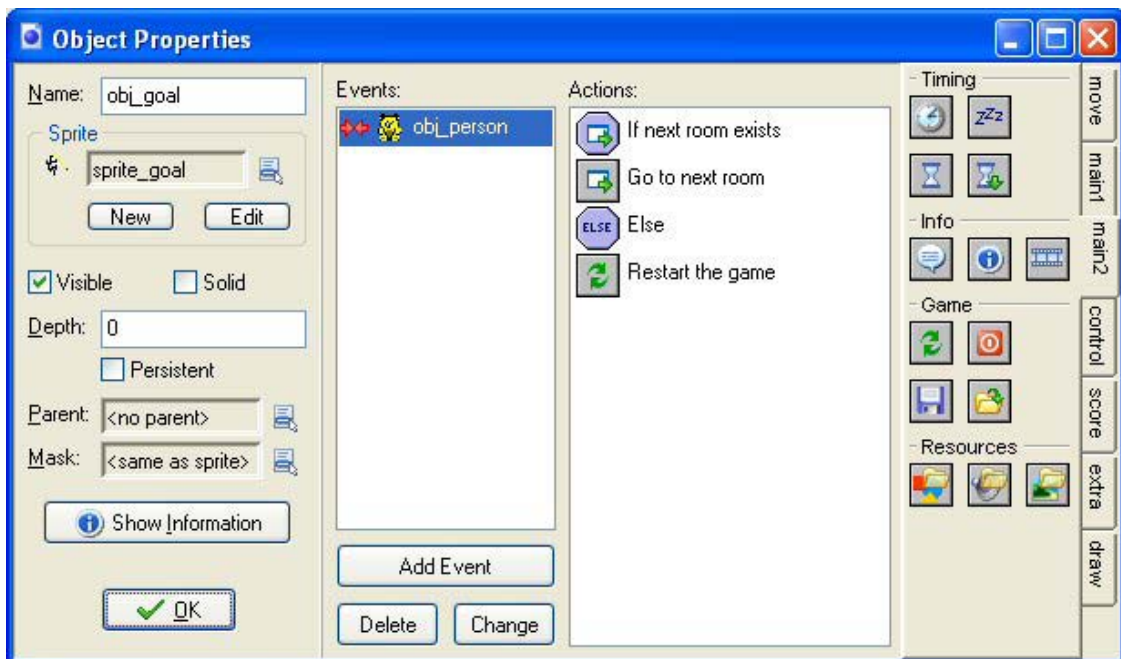 Object Properties
Name: obj_goal
Sprite
sprite_goal
New Edit
Visible Solid
Depth: 0
Persistent
Parent: <no parent>
Mask: <same as sprite>
Show Information
OK
Events:
obj_person
Add Event
Delete Change
Actions:
If next room exists
Go to next room
ELSE Else
Restart the game
Timing
zZz
Info
Game
Resources
move
main1
main2
control
score
extra
draw